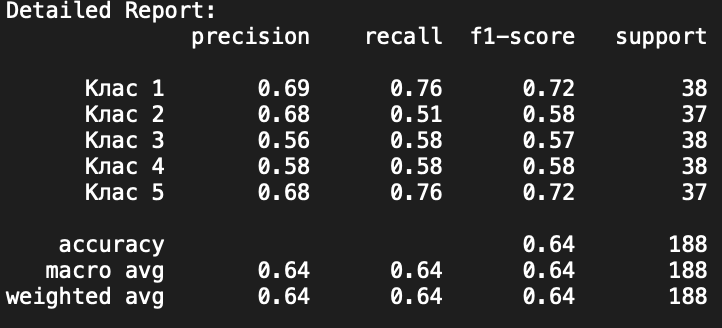 Detailed Report:
precision recall f1-score support
Клас 1 0.69 0.76 0.72 38
Клас 2 0.68 0.51 0.58 37
Клас 3 0.56 0.58 0.57 38
Клас 4 0.58 0.58 0.58 38
Клас 5 0.68 0.76 0.72 37
accuracy 0.64 188
macro avg 0.64 0.64 0.64 188
weighted avg 0.64 0.64 0.64 188